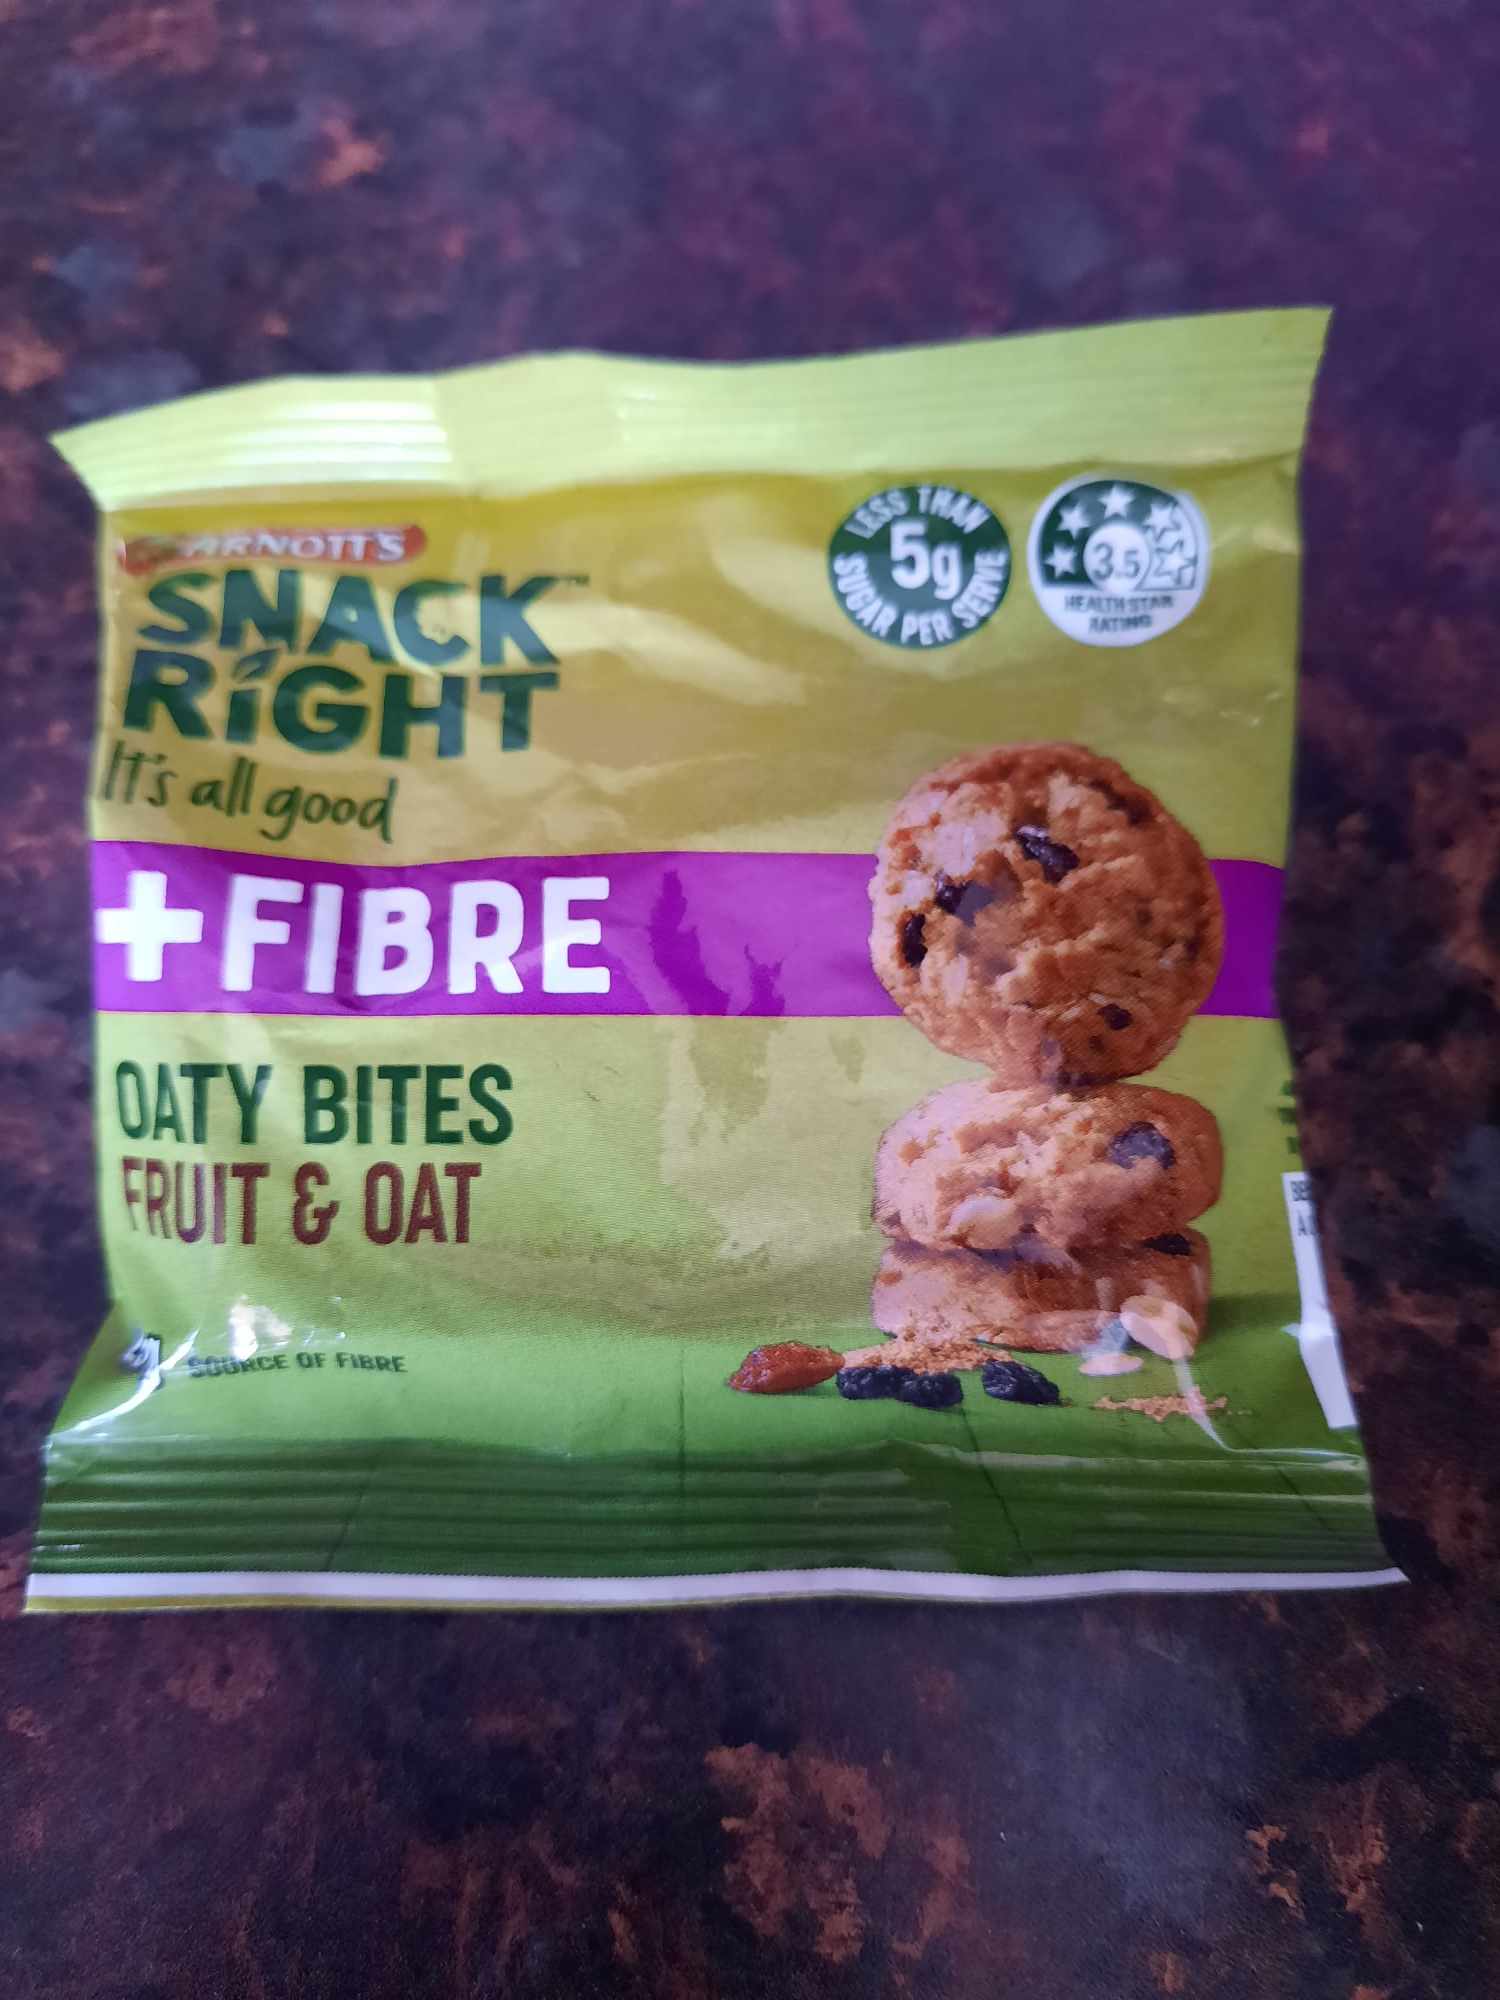 ARNOTT'S
SNACK™
RiGHT
It's all good
LESS THAN
5g
SUGAR PER SERVE
3.5
HEALTH STAR
RATING
+FIBRE
OATY BITES
FRUIT & OAT
SOURCE OF FIBRE